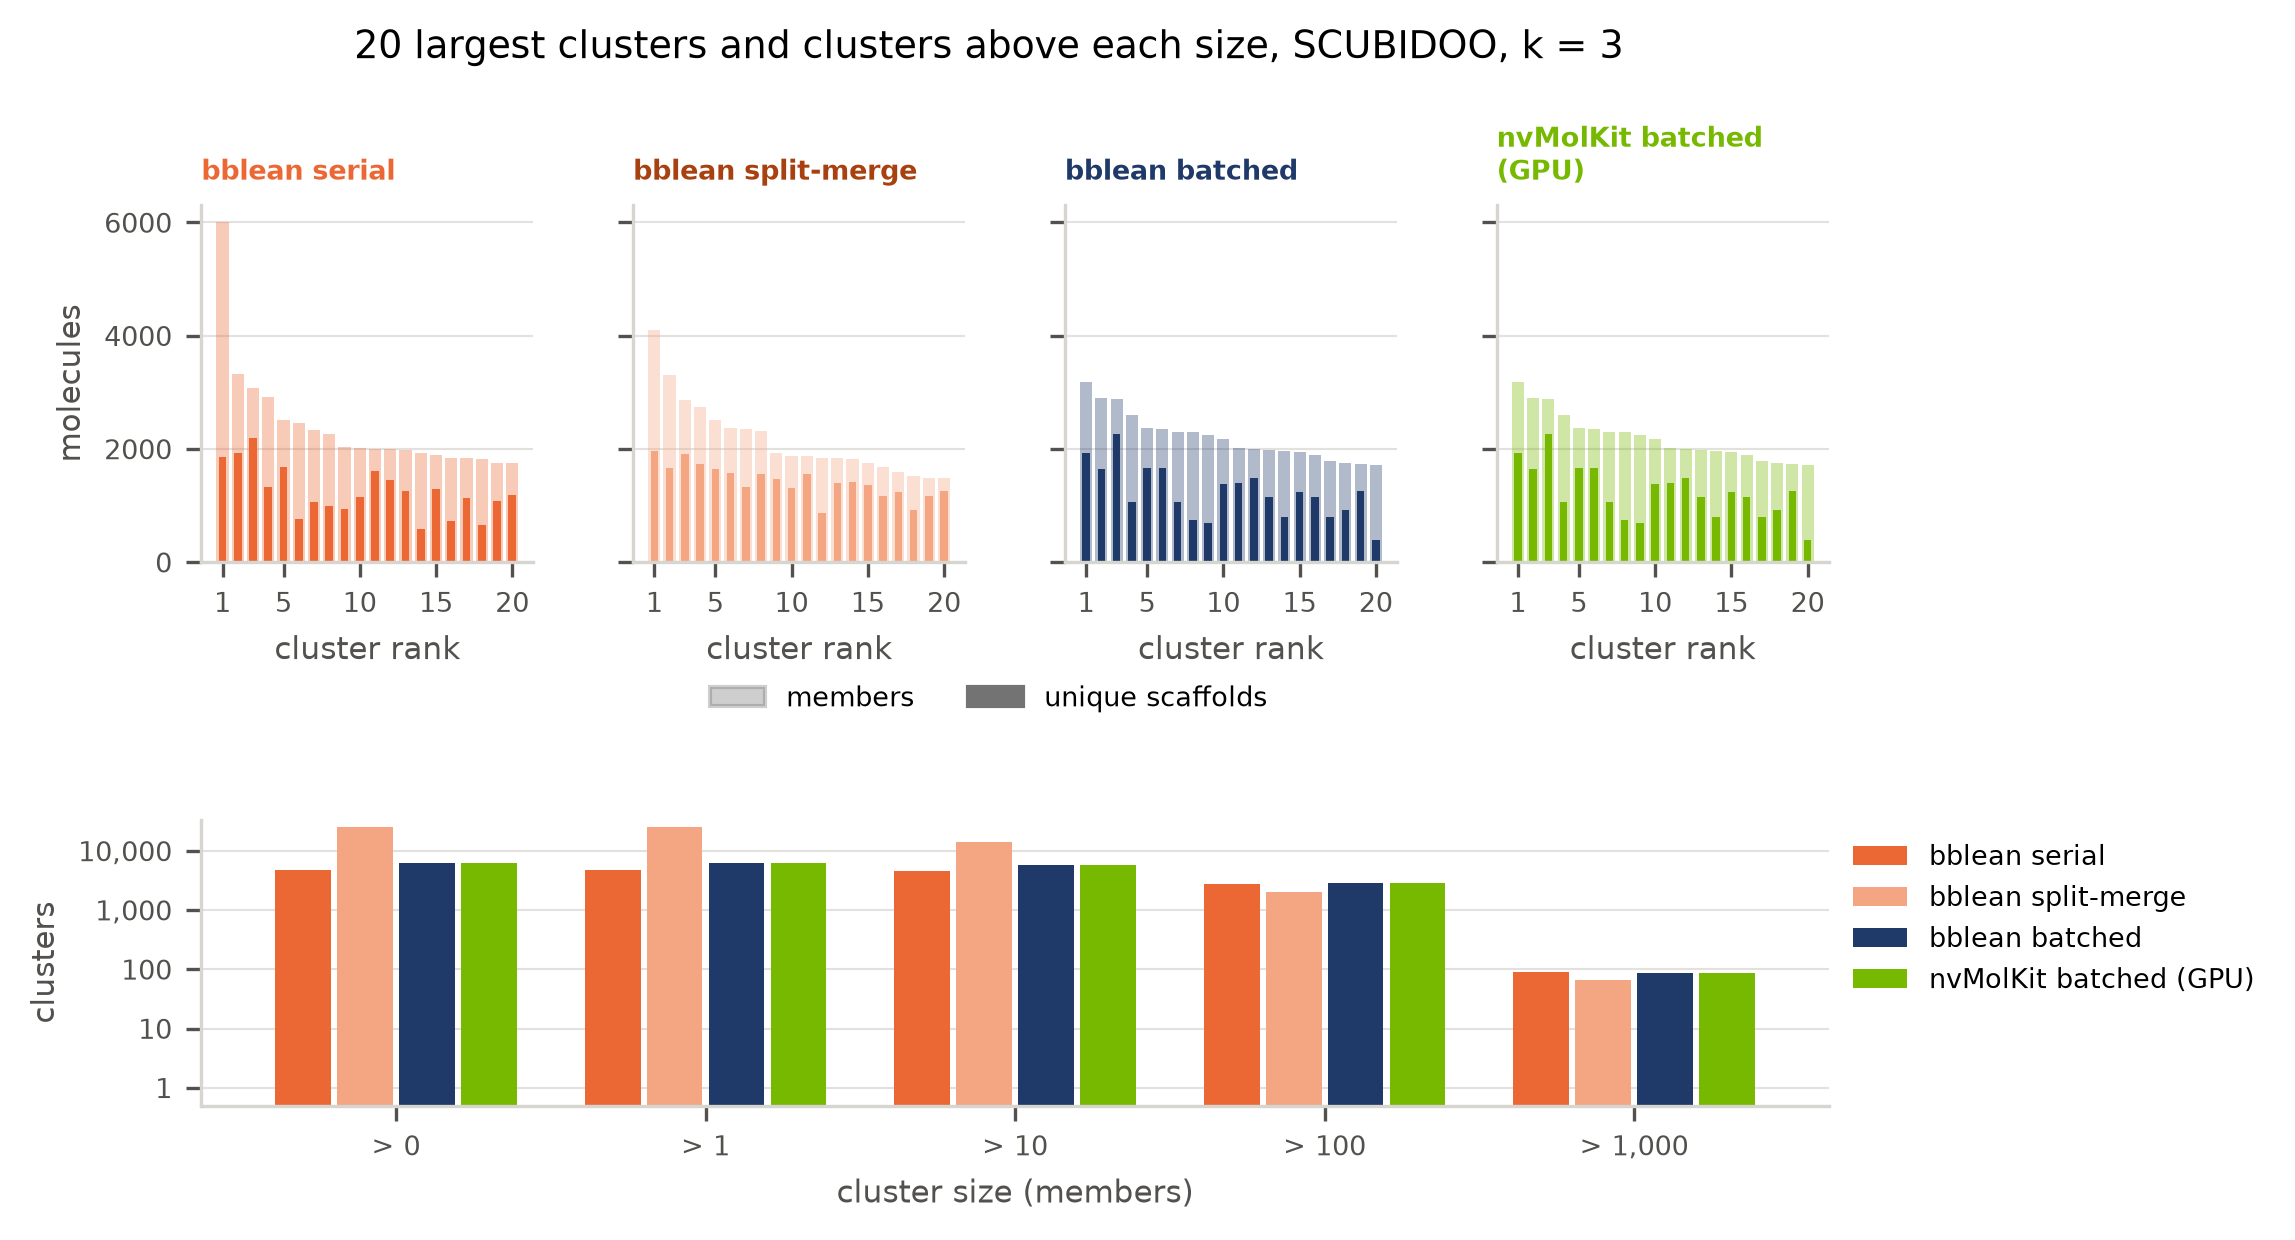 20 largest clusters and clusters above each size, SCUBIDOO, k = 3
bblean serial
bblean split-merge
bblean batched
nvMolKit batched
(GPU)
molecules
6000
4000
2000
0
1 5 10 15 20
1 5 10 15 20
1 5 10 15 20
1 5 10 15 20
cluster rank
cluster rank
cluster rank
cluster rank
members
unique scaffolds
clusters
10,000
1,000
100
10
1
> 0
> 1
> 10
> 100
> 1,000
cluster size (members)
bblean serial
bblean split-merge
bblean batched
nvMolKit batched (GPU)